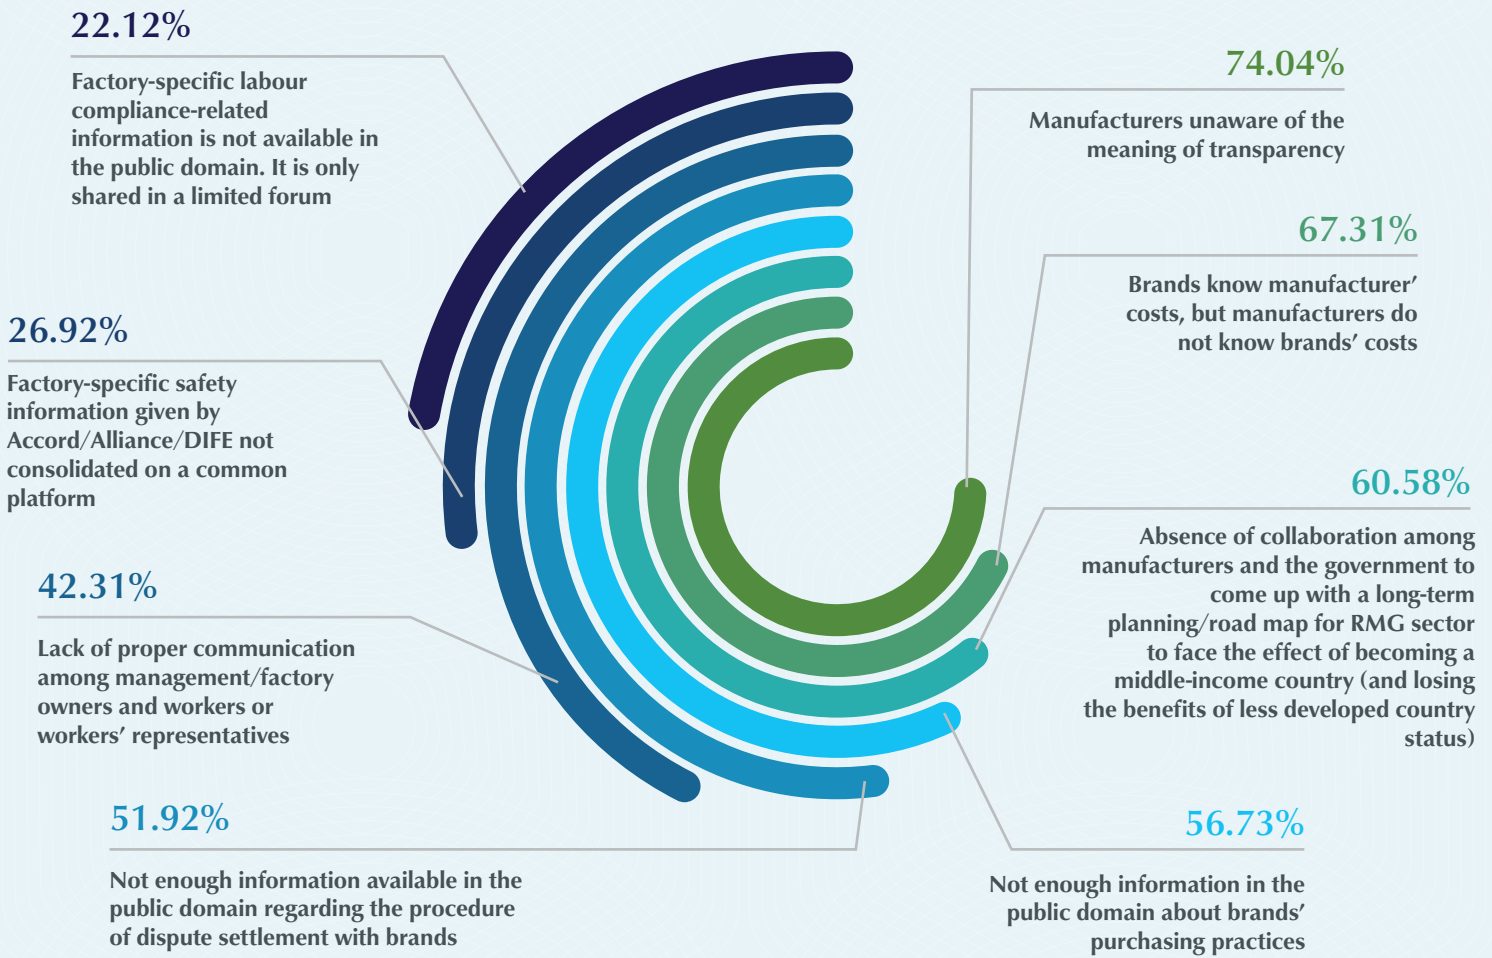 22.12%
Factory-specific labour
compliance-related
information is not available in
the public domain. It is only
shared in a limited forum
26.92%
Factory-specific safety
information given by
Accord/Alliance/DIFE not
consolidated on a common
platform
42.31%
Lack of proper communication
among management/factory
owners and workers or
workers’ representatives
51.92%
Not enough information available in the
public domain regarding the procedure
of dispute settlement with brands
74.04%
Manufacturers unaware of the
meaning of transparency
67.31%
Brands know manufacturer’
costs, but manufacturers do
not know brands’ costs
60.58%
Absence of collaboration among
manufacturers and the government to
come up with a long-term
planning/road map for RMG sector
to face the effect of becoming a
middle-income country (and losing
the benefits of less developed country
status)
56.73%
Not enough information in the
public domain about brands’
purchasing practices